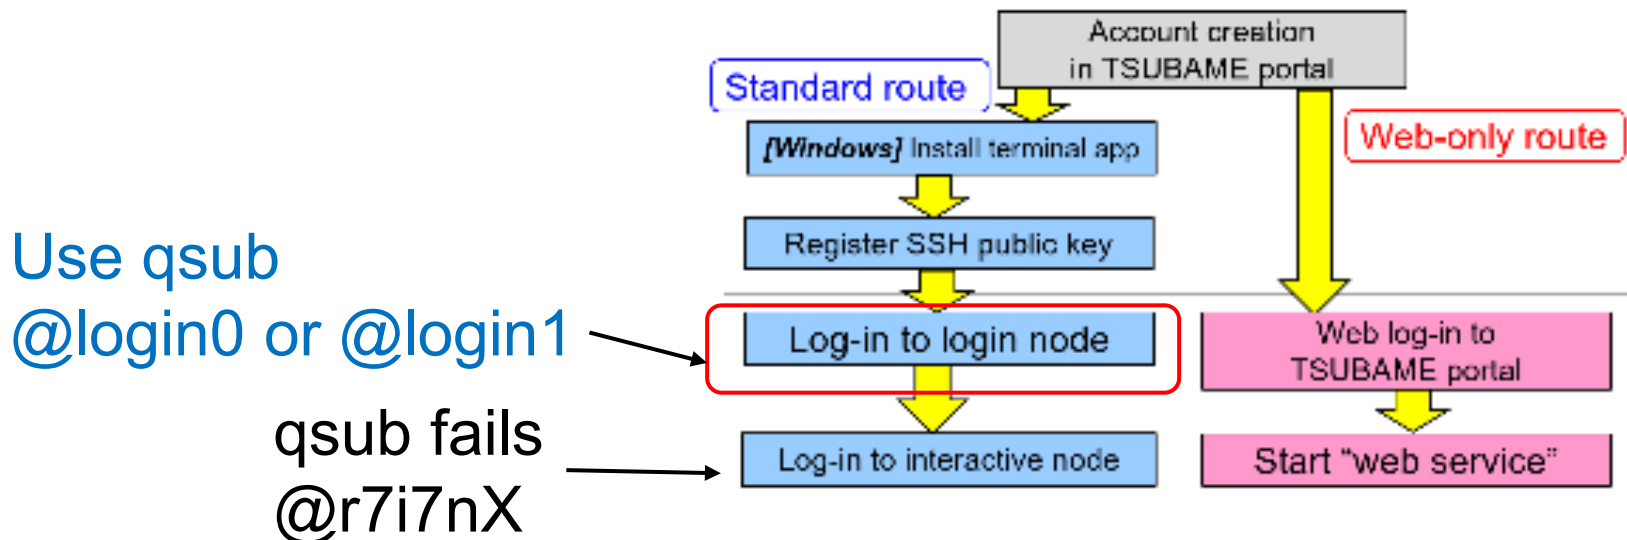 Account creation
in TSUBAME portal
Standard route
Web-only route
[Windows] Install terminal app
Register SSH public key
Use qsub
@login0 or @login1
Log-in to login node
Web log-in to
TSUBAME portal
qsub fails
@r7i7nX
Log-in to interactive node
Start “web service”